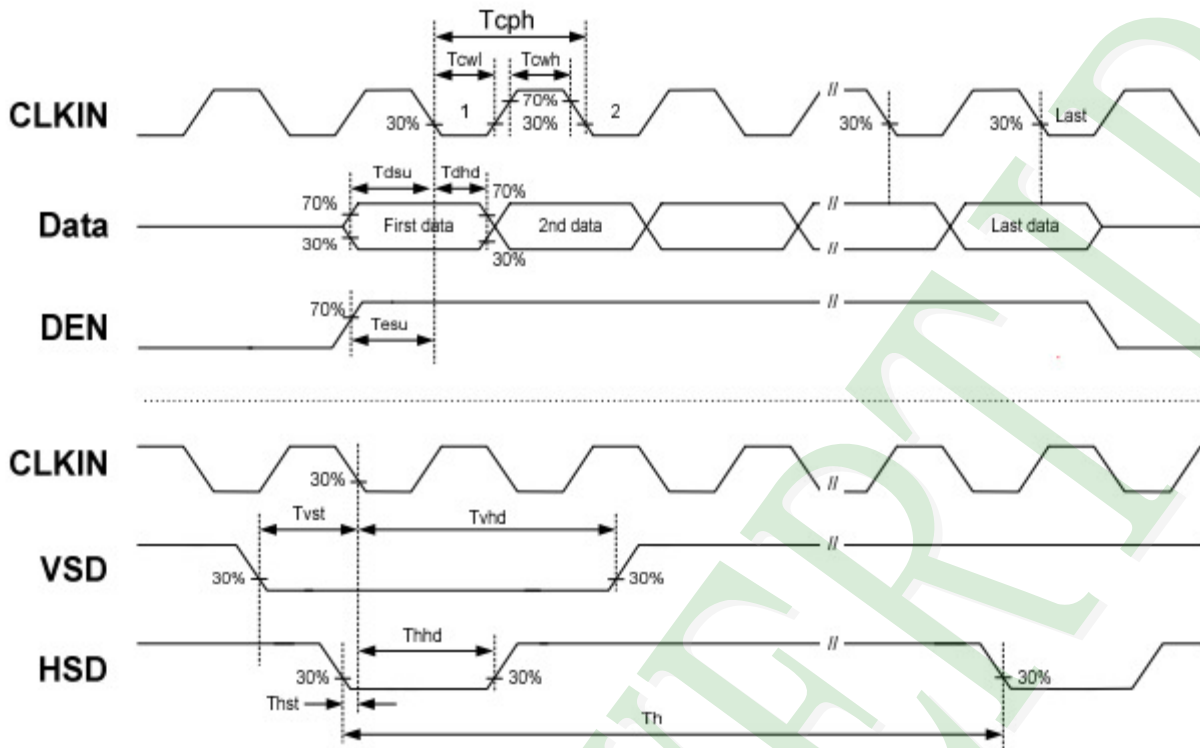 Tcph
Tcwl Tcwh
CLKIN 30% 1 70% 30% 2 // 30% 30% Last
Tdsu Tdhd
70% 70%
Data First data 2nd data // // Last data
30% 30%
DEN 70% //
Tesu
CLKIN 30% //
Tvst Tvhd
VSD 30% 30% //
HSD 30% Thhd 30% // 30%
Thst
Th